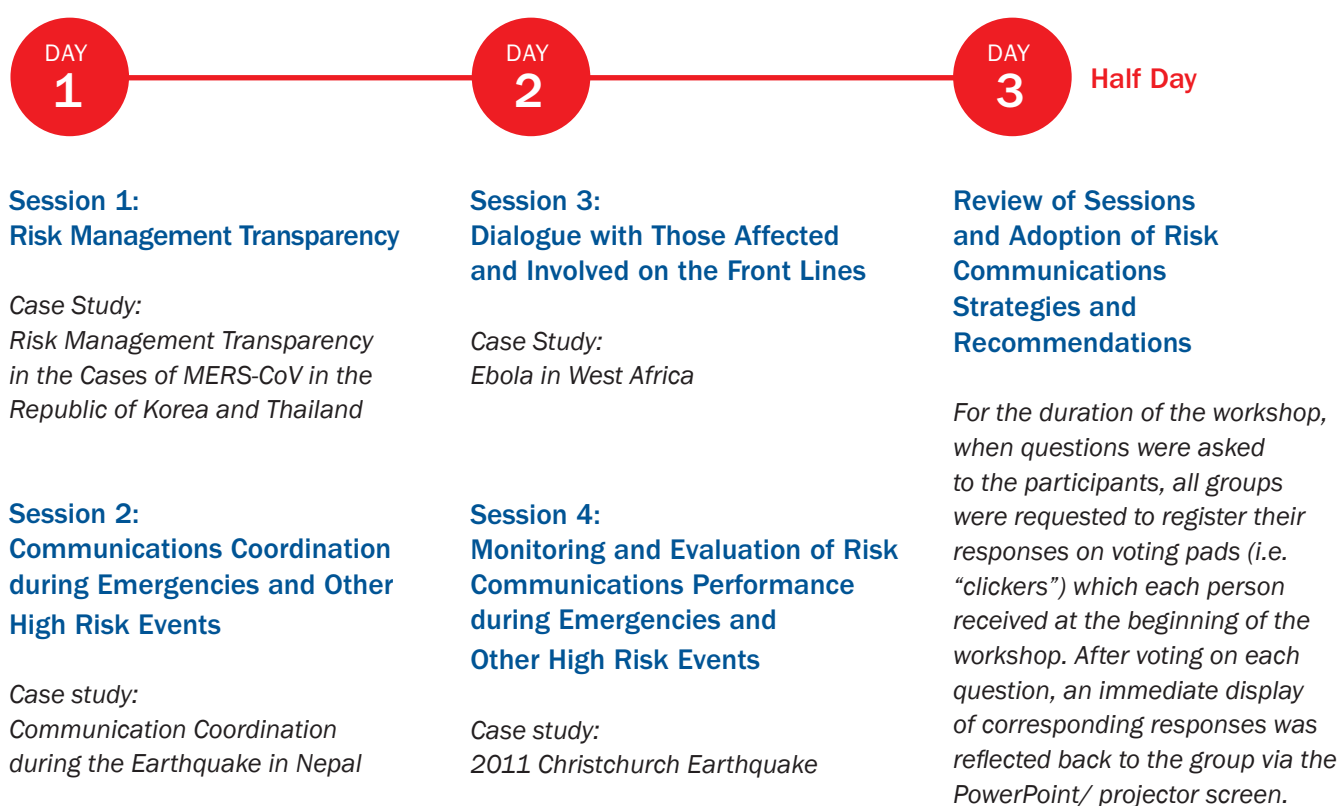 DAY
1
DAY
2
DAY
3
Half Day
Session 1:
Risk Management Transparency
Case Study:
Risk Management Transparency
in the Cases of MERS-CoV in the
Republic of Korea and Thailand
Session 2:
Communications Coordination
during Emergencies and Other
High Risk Events
Case study:
Communication Coordination
during the Earthquake in Nepal
Session 3:
Dialogue with Those Affected
and Involved on the Front Lines
Case Study:
Ebola in West Africa
Session 4:
Monitoring and Evaluation of Risk
Communications Performance
during Emergencies and
Other High Risk Events
Case study:
2011 Christchurch Earthquake
Review of Sessions
and Adoption of Risk
Communications
Strategies and
Recommendations
For the duration of the workshop,
when questions were asked
to the participants, all groups
were requested to register their
responses on voting pads (i.e.
“clickers”) which each person
received at the beginning of the
workshop. After voting on each
question, an immediate display
of corresponding responses was
reflected back to the group via the
PowerPoint/ projector screen.